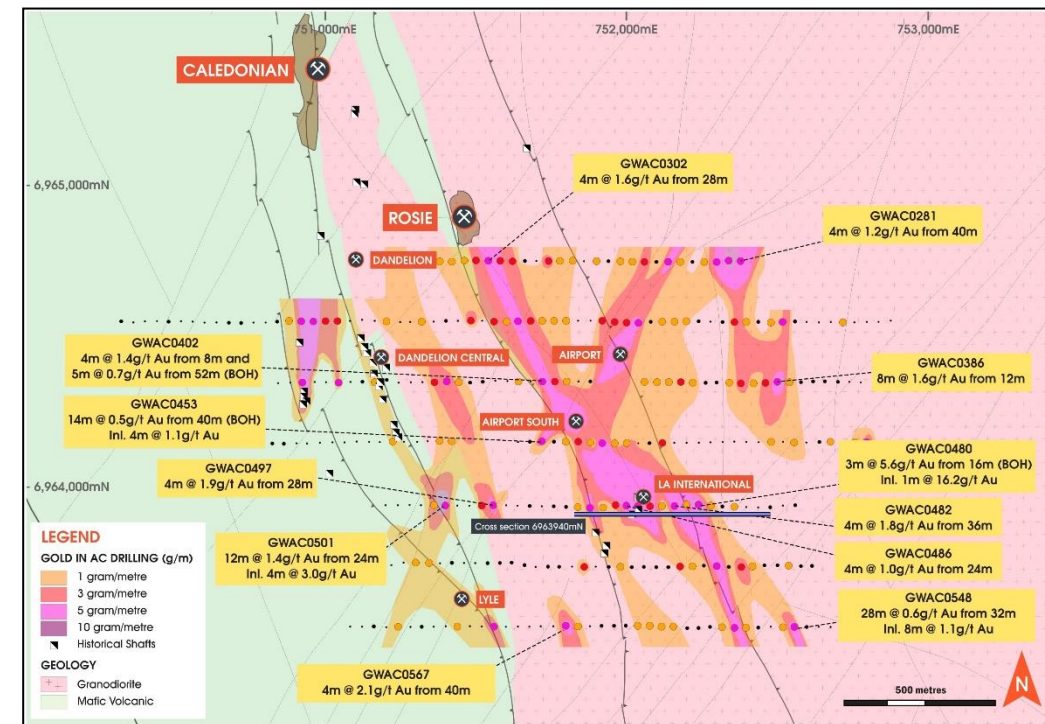 751,000mE
752,000mE
753,000mE
CALEDONIAN
GWAC0302
4m @ 1.6g/t Au from 28m
- 6,965,000mN
ROSIE
GWAC0281
4m @ 1.2g/t Au from 40m
DANDELION
GWAC0402
4m @ 1.4g/t Au from 8m and
5m @ 0.7g/t Au from 52m (BOH)
DANDELION CENTRAL
AIRPORT
GWAC0386
8m @ 1.6g/t Au from 12m
GWAC0453
14m @ 0.5g/t Au from 40m (BOH)
Inl. 4m @ 1.1g/t Au
AIRPORT SOUTH
GWAC0480
3m @ 5.6g/t Au from 16m (BOH)
Inl. 1m @ 16.2g/t Au
GWAC0497
4m @ 1.9g/t Au from 28m
LA INTERNATIONAL
- 6,964,000mN
GWAC0482
4m @ 1.8g/t Au from 36m
Cross section 6963940mN
GWAC0501
12m @ 1.4g/t Au from 24m
Inl. 4m @ 3.0g/t Au
GWAC0486
4m @ 1.0g/t Au from 24m
LYLE
GWAC0548
28m @ 0.6g/t Au from 32m
Inl. 8m @ 1.1g/t Au
GWAC0567
4m @ 2.1g/t Au from 40m
LEGEND
GOLD IN AC DRILLING (g/m)
1 gram/metre
3 gram/metre
5 gram/metre
10 gram/metre
Historical Shafts
GEOLOGY
Granodiorite
Mafic Volcanic
500 metres
N